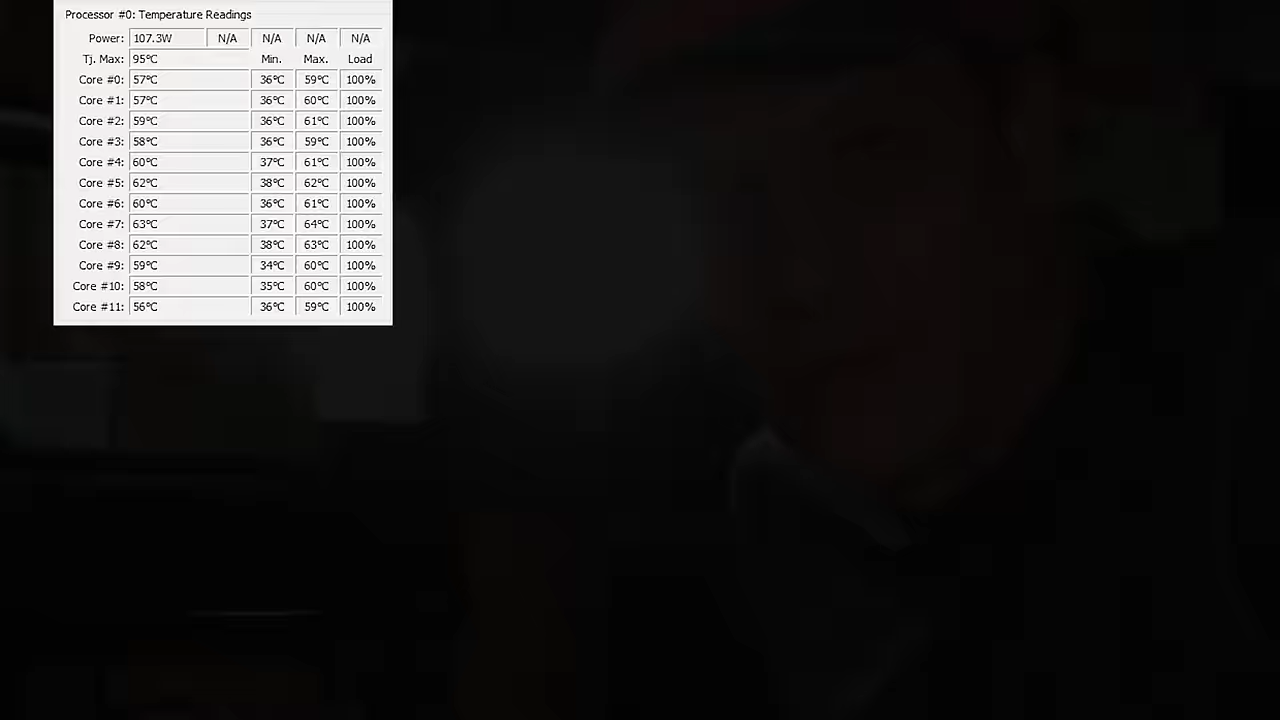 Processor #0: Temperature Readings
Power: 107.3W N/A N/A N/A N/A
Tj. Max: 95°C Min. Max. Load
Core #0: 57°C 36°C 59°C 100%
Core #1: 57°C 36°C 60°C 100%
Core #2: 59°C 36°C 61°C 100%
Core #3: 58°C 36°C 59°C 100%
Core #4: 60°C 37°C 61°C 100%
Core #5: 62°C 38°C 62°C 100%
Core #6: 60°C 36°C 61°C 100%
Core #7: 63°C 37°C 64°C 100%
Core #8: 62°C 38°C 63°C 100%
Core #9: 59°C 34°C 60°C 100%
Core #10: 58°C 35°C 60°C 100%
Core #11: 56°C 36°C 59°C 100%